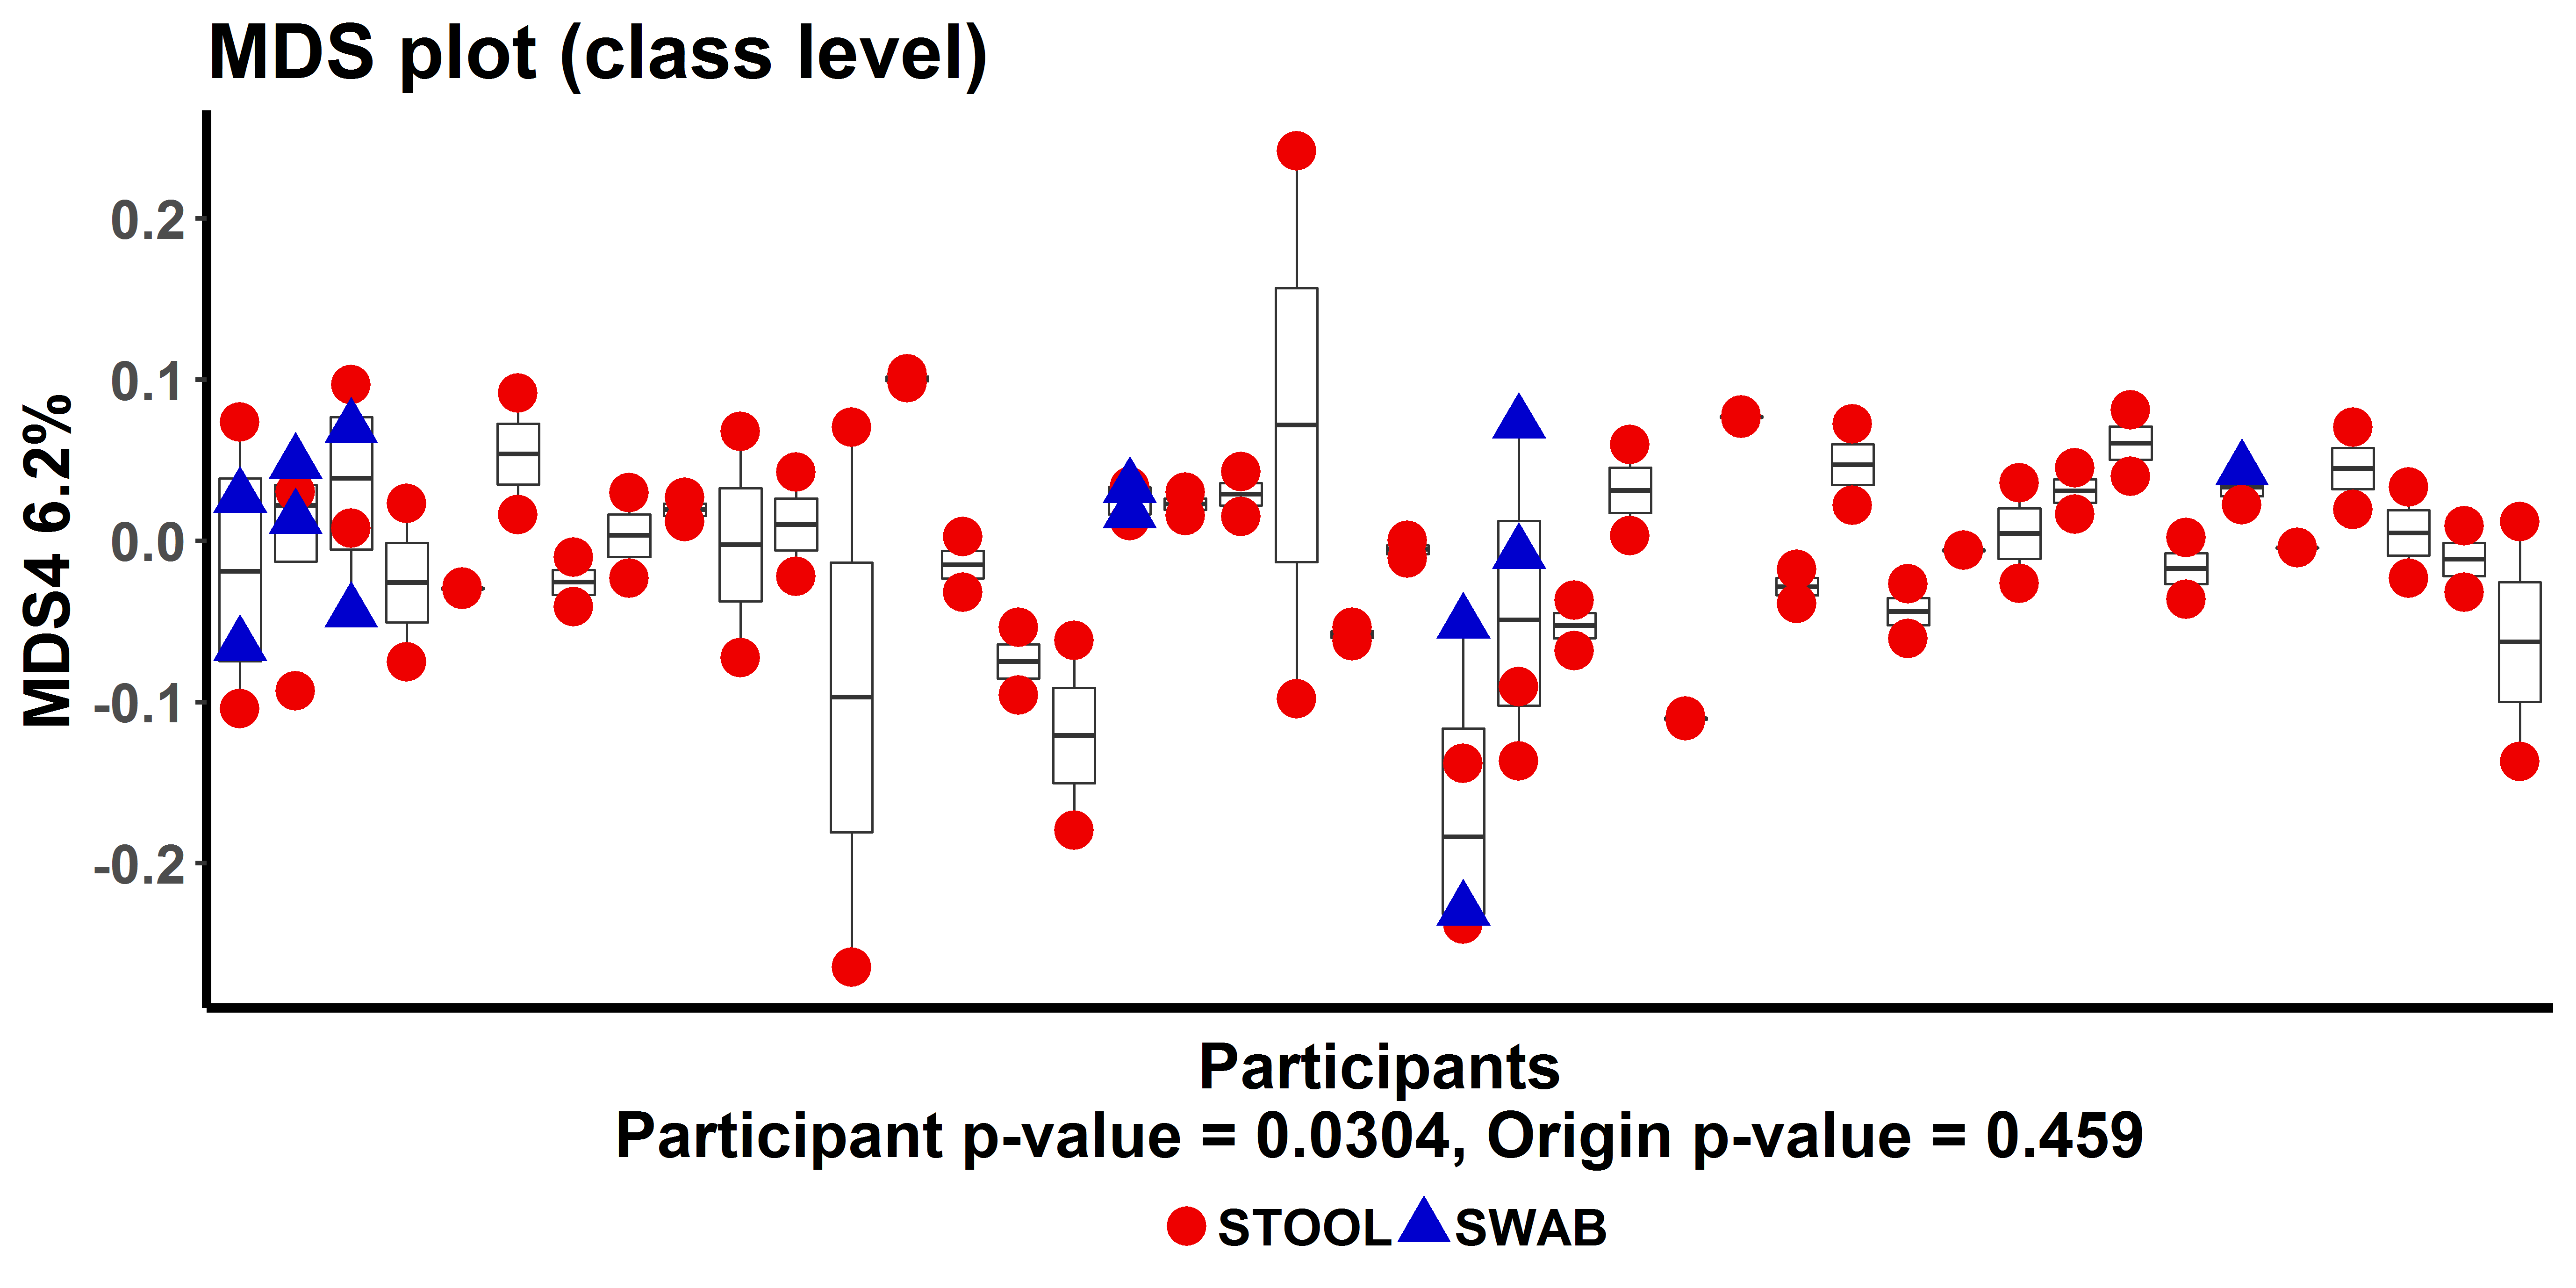 MDS plot (class level)
MDS4 6.2%
0.2
0.1
0.0
-0.1
-0.2
Participants
Participant p-value = 0.0304, Origin p-value = 0.459
STOOL SWAB